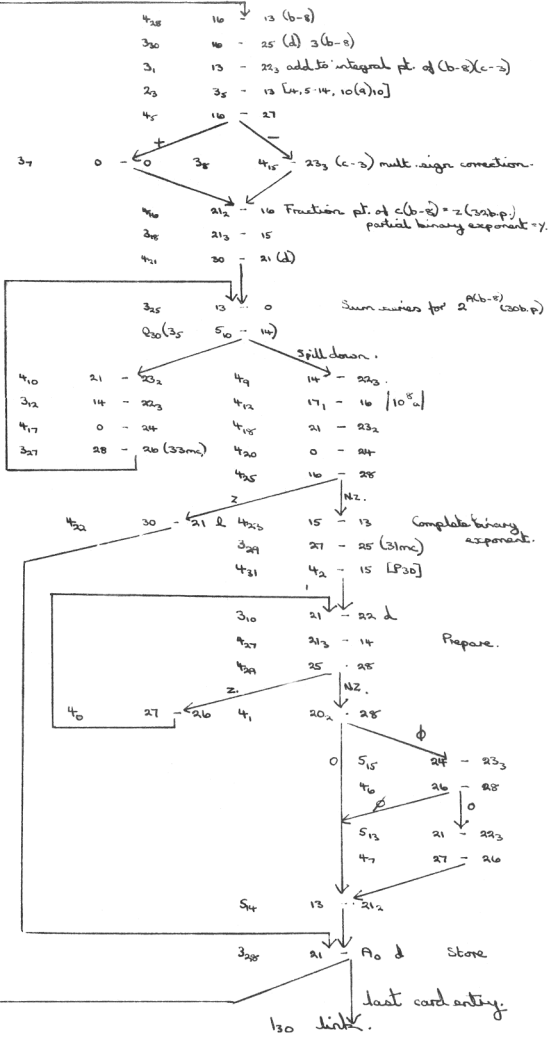 4₂₈ 16 - 13 (b-8)
3₃₀ 16 - 25 (d) 3(b-8)
3₁ 13 - 22₃ add to integral pt. of (b-8)(c-3)
2₃ 3₅ - 13 [4,5-14, 10(9)10]
4₅ 16 - 27
+ -
3₇ 0 - 0 3₈ 4₁₅ - 23₃ (c-3) mult. sign correction.
4₁₆ 21₂ - 16 Fraction pt. of c(b-8) = z (32b.p.)
partial binary exponent = y.
3₁₈ 21₃ - 15
4₂₁ 30 - 21 (d)
3₂₅ 13 - 0 Sum series for 2^A(b-8) (30b.p)
Q₃₀(3₅ 5₁₀ - 14)
Spill down.
4₁₀ 21 - 23₂ 4₉ 14 - 22₃
3₁₂ 14 - 22₃ 4₁₂ 17₁ - 16 |10⁸a|
4₁₇ 0 - 24 4₁₈ 21 - 23₂
3₂₇ 28 - 26 (33mc) 4₂₀ 0 - 24
4₂₅ 16 - 28
Z NZ.
4₂₂ 30 - 21 l 4₂₃ 15 - 13 Complete binary
exponent.
3₂₉ 27 - 25 (31mc)
4₃₁ 4₂ - 15 [P30]
3₁₀ 21 - 22 d
4₂₇ 21₃ - 14 Prepare.
4₂₉ 25 - 28
Z. NZ.
4₀ 27 - 26 4₁ 20₂ - 28
ϕ
0 5₁₅ 24 - 23₃
4₆ 26 - 28
ϕ 0
5₁₃ 21 - 22₃
4₇ 27 - 26
5₁₄ 13 - 21₂
3₂₈ 21 - A₀ d Store
last card entry.
1₃₀ link.